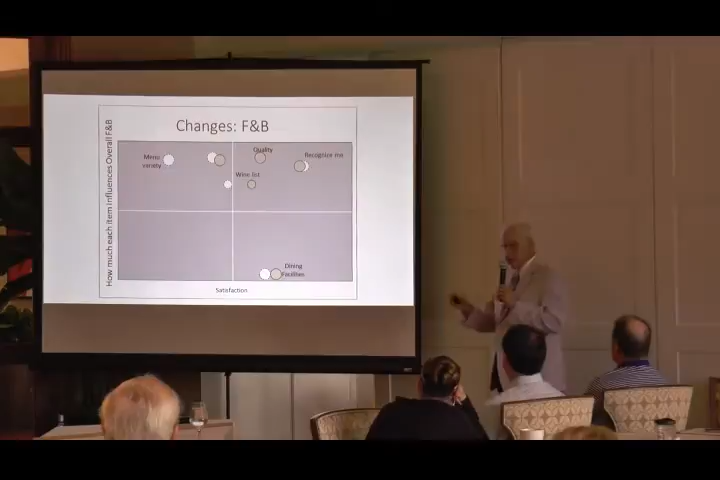 Changes: F&B
How much each item influences Overall F&B
Quality
Menu
variety
Recognize me
Wine list
Dining
Facilities
Satisfaction